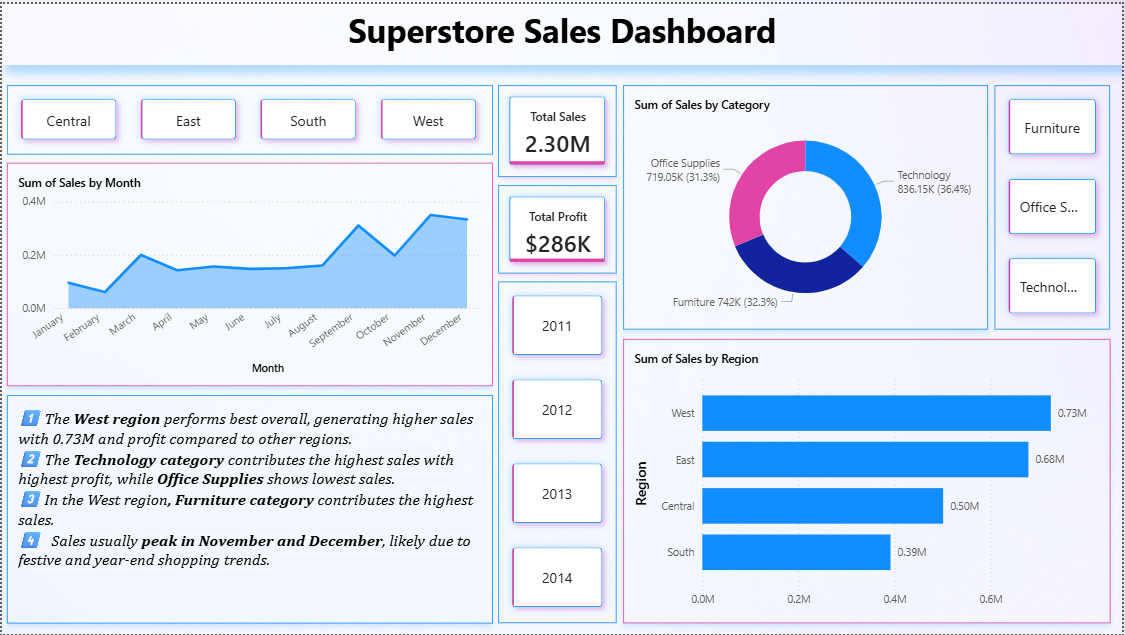 Superstore Sales Dashboard
Central
East
South
West
Sum of Sales by Month
0.4M
0.2M
0.0M
January
February
March
April
May
June
July
August
September
October
November
December
Month
1 The West region performs best overall, generating higher sales
with 0.73M and profit compared to other regions.
2 The Technology category contributes the highest sales with
highest profit, while Office Supplies shows lowest sales.
3 In the West region, Furniture category contributes the highest
sales.
4 Sales usually peak in November and December, likely due to
festive and year-end shopping trends.
Total Sales
2.30M
Total Profit
$286K
2011
2012
2013
2014
Sum of Sales by Category
Office Supplies
719.05K (31.3%)
Technology
836.15K (36.4%)
Furniture 742K (32.3%)
Furniture
Office S...
Technol...
Sum of Sales by Region
Region
West
0.73M
East
0.68M
Central
0.50M
South
0.39M
0.0M
0.2M
0.4M
0.6M